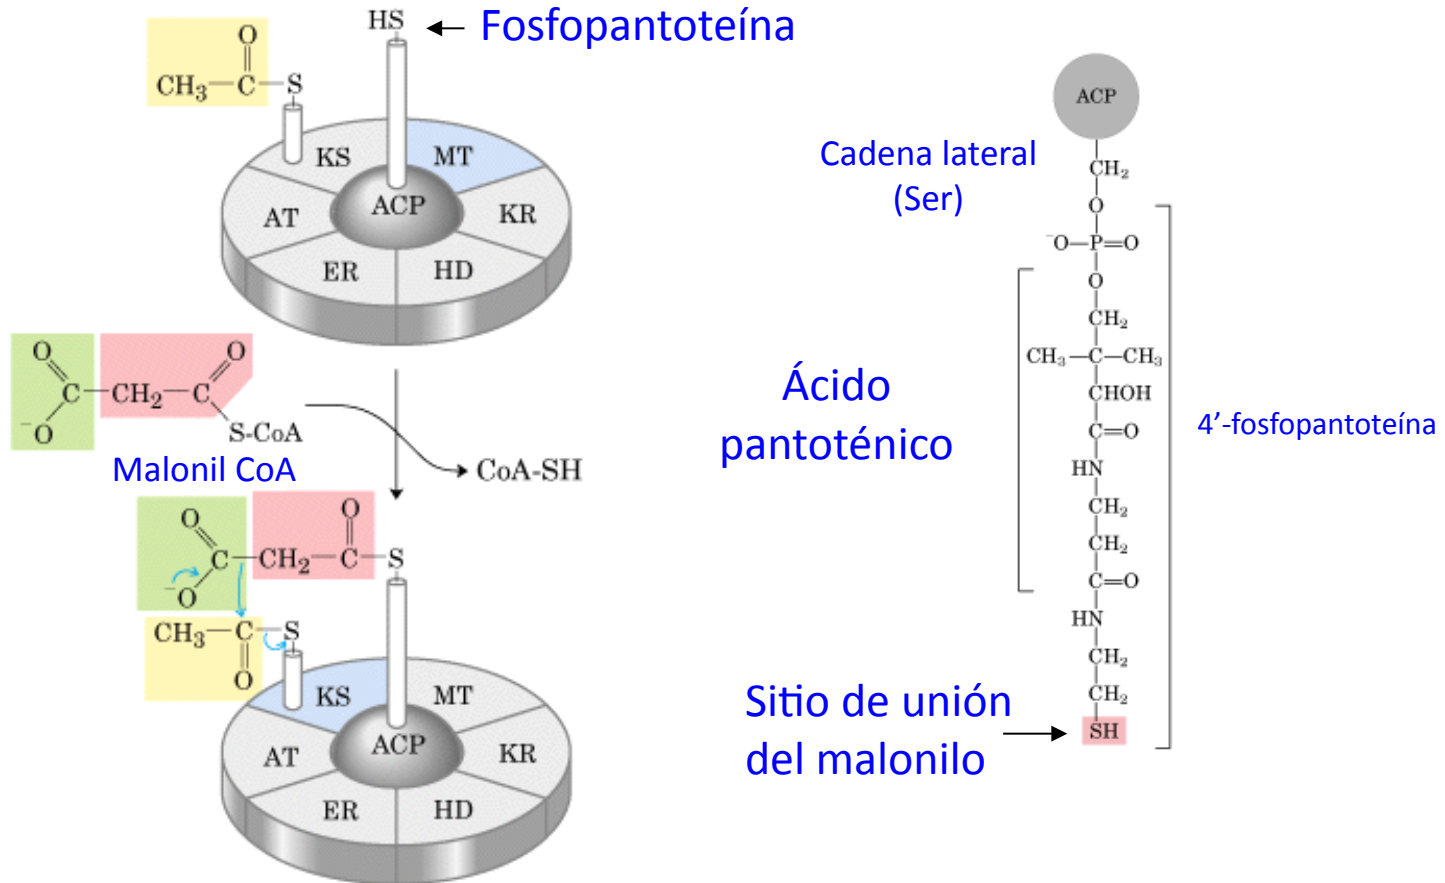 HS
Fosfopantoteína
O
CH₃—C—S
KS
MT
AT
ACP
KR
ER
HD
O
O
C—CH₂—C
⁻O
S-CoA
Malonil CoA
CoA-SH
O
O
C—CH₂—C—S
⁻O
CH₃—C—S
O
KS
MT
AT
ACP
KR
ER
HD
ACP
Cadena lateral
(Ser)
CH₂
O
⁻O—P=O
O
CH₂
CH₃—C—CH₃
CHOH
C=O
HN
CH₂
CH₂
C=O
HN
CH₂
CH₂
SH
Ácido
pantoténico
4’-fosfopantoteína
Sitio de unión
del malonilo